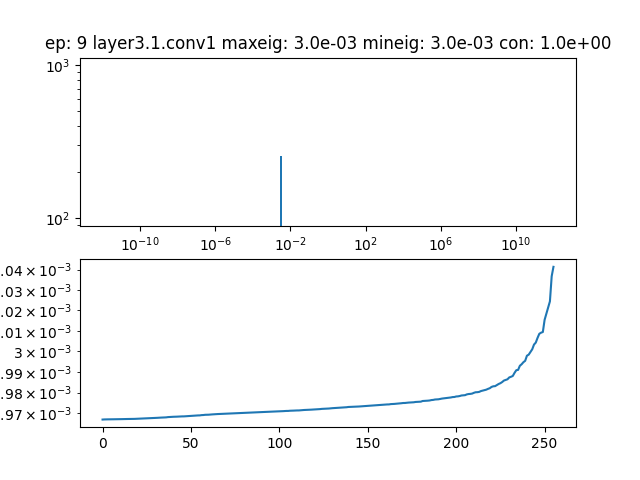 ep: 9 layer3.1.conv1 maxeig: 3.0e-03 mineig: 3.0e-03 con: 1.0e+00
10³
10²
10⁻¹⁰ 10⁻⁶ 10⁻² 10² 10⁶ 10¹⁰
.04 × 10⁻³
.03 × 10⁻³
.02 × 10⁻³
.01 × 10⁻³
3 × 10⁻³
.99 × 10⁻³
.98 × 10⁻³
.97 × 10⁻³
0 50 100 150 200 250